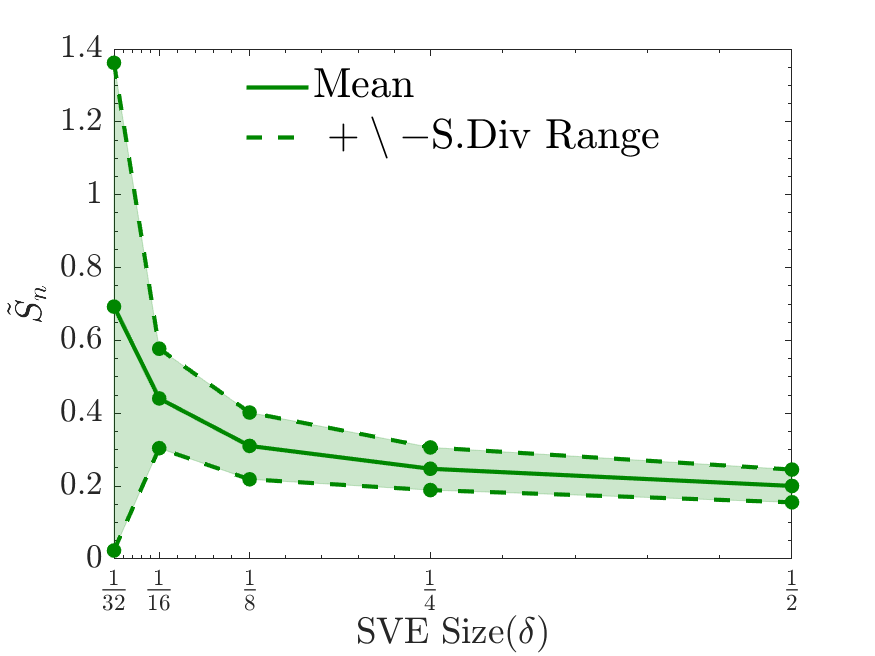 1.4
1.2
1
0.8
0.6
0.4
0.2
0
Mean
+ \ −S.Div Range
S̃ₙ
1/32 1/16 1/8 1/4 1/2
SVE Size(δ)